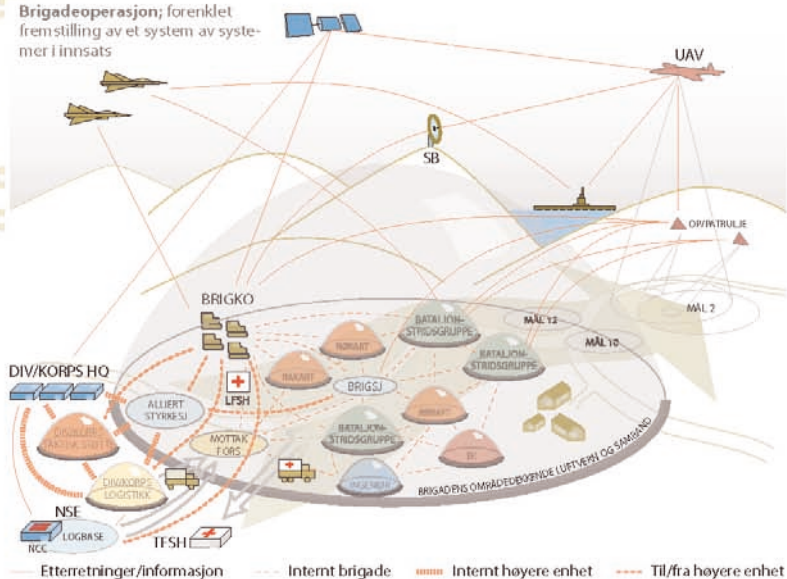 Brigadeoperasjon; forenklet
fremstilling av et system av syste-
mer i innsats
UAV
SB
OP/PATRULJE
BRIGKO
MÅL 2
MÅL 12
MÅL 10
BATALJON-
STRIDSGRUPPE
BATALJON-
STRIDSGRUPPE
DIV/KORPS HQ
LFSH
BRIGSJ
ALLIERT
STYRKESJ
MOTTAK
FORS
BATALJON-
STRIDSGRUPPE
DIV/KORPS
LOGISTIKK
INGENIØR
BRIGADENS OMRÅDEDEKKENDE LUFTVERN OG SAMBAND
NSE
NCC
LOGBASE
TFSH
Etterretninger/informasjon
Internt brigade
Internt høyere enhet
Til/fra høyere enhet